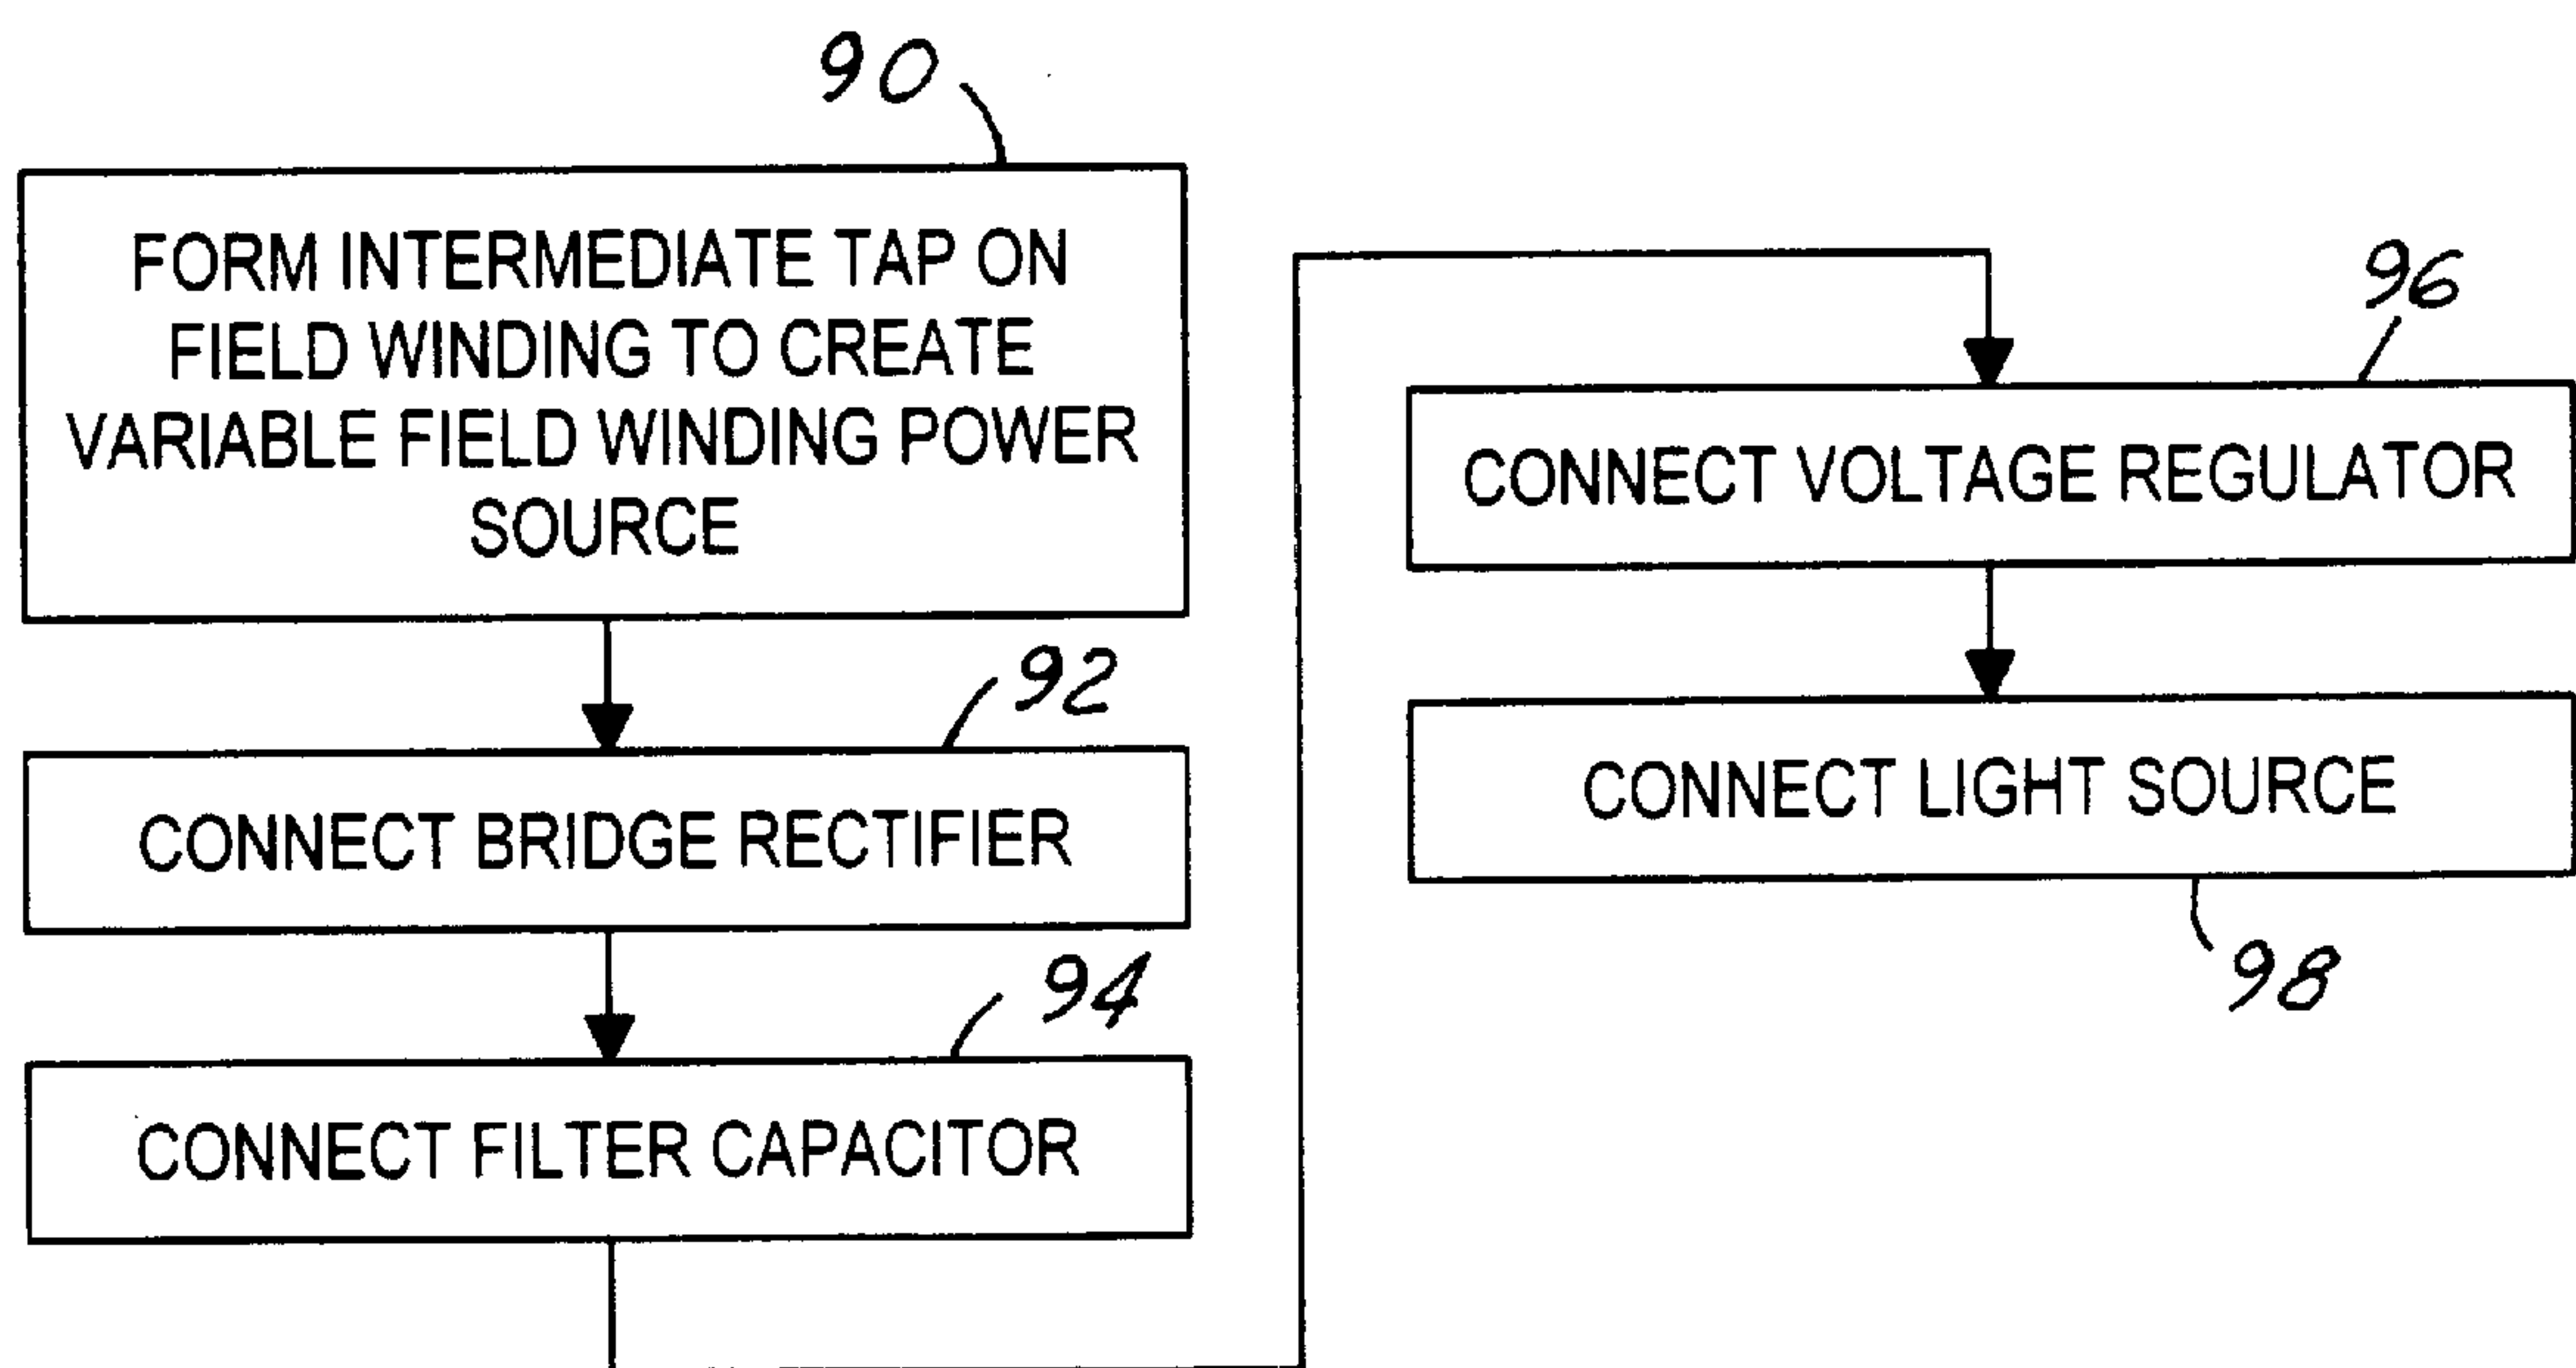 90
FORM INTERMEDIATE TAP ON
FIELD WINDING TO CREATE
VARIABLE FIELD WINDING POWER
SOURCE
92
CONNECT BRIDGE RECTIFIER
94
CONNECT FILTER CAPACITOR
96
CONNECT VOLTAGE REGULATOR
CONNECT LIGHT SOURCE
98